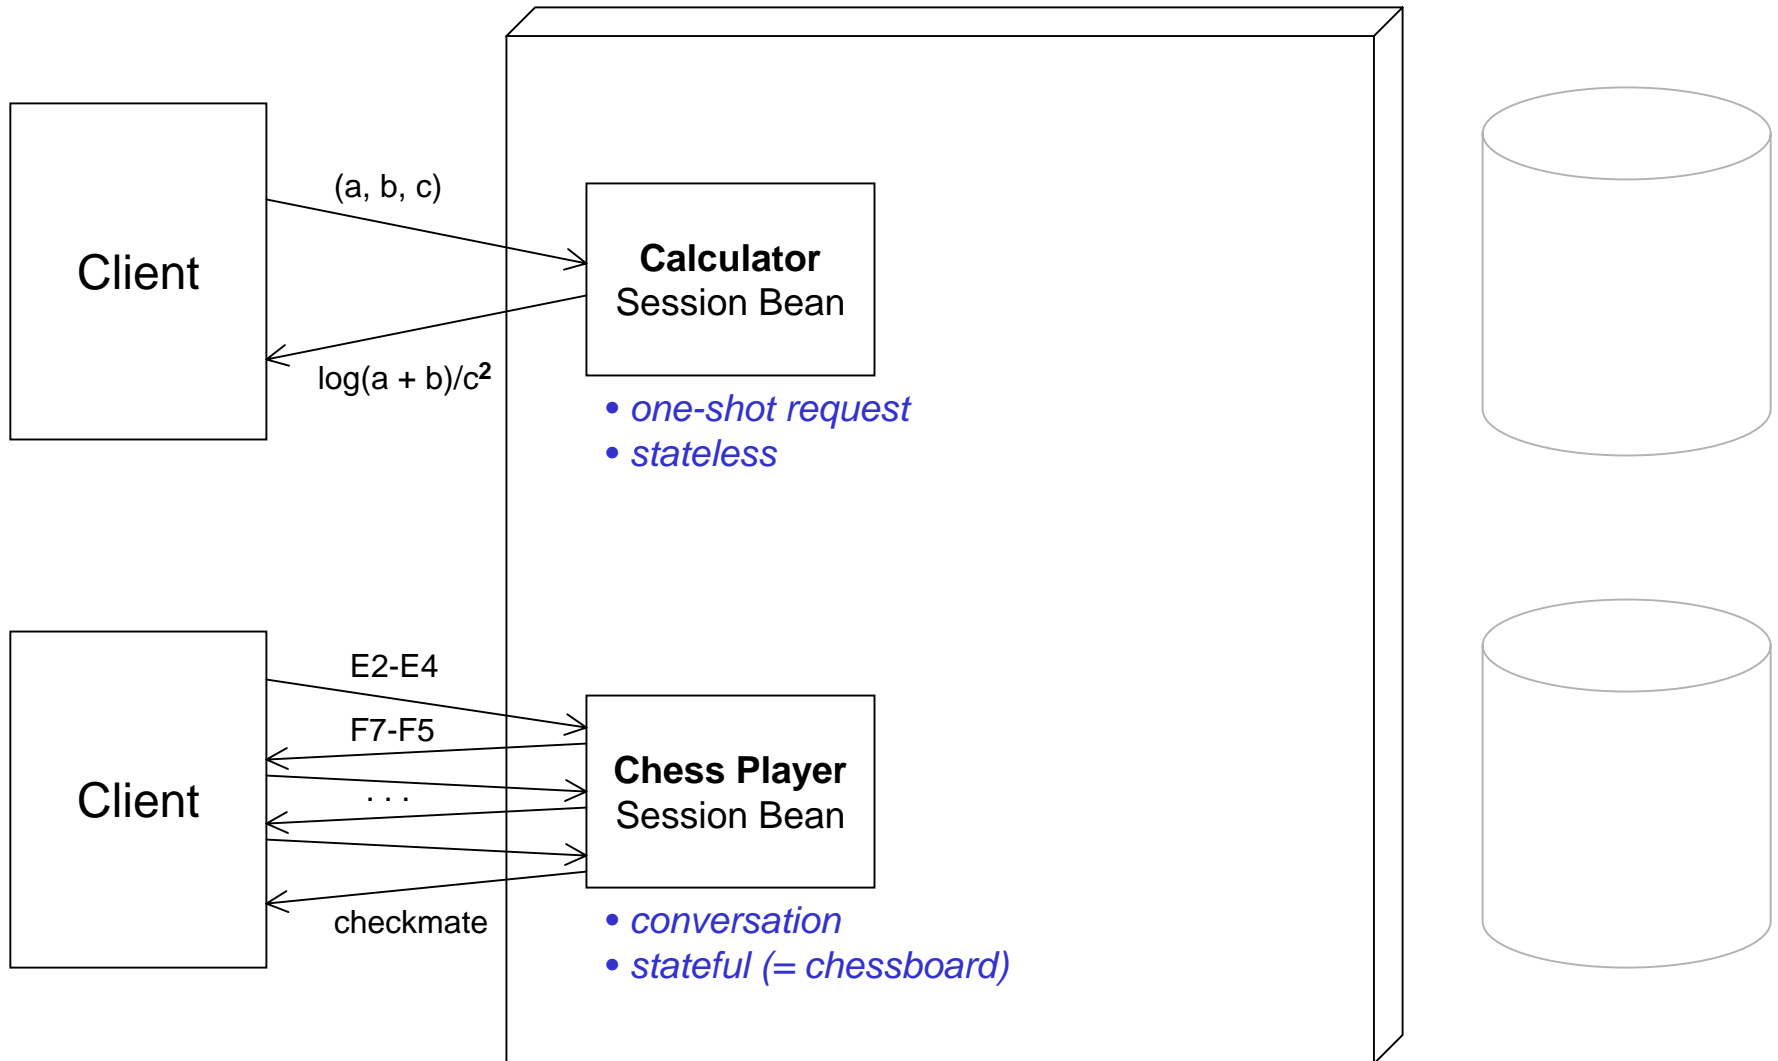 (a, b, c)
Client
Calculator
Session Bean
log(a + b)/c²
• one-shot request
• stateless
E2-E4
F7-F5
Client
. . .
Chess Player
Session Bean
checkmate
• conversation
• stateful (= chessboard)